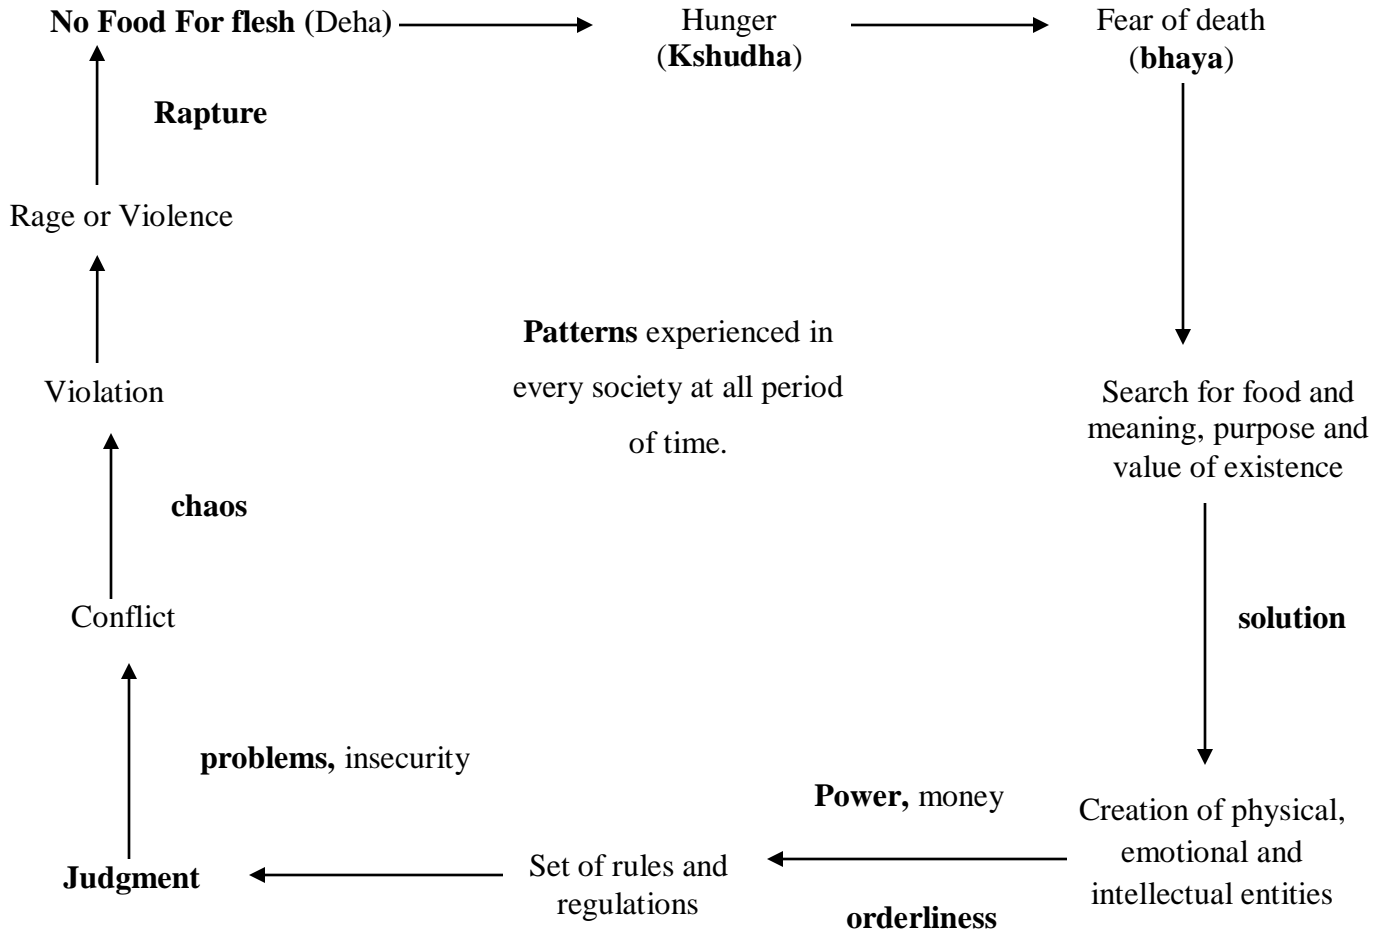 No Food For flesh (Deha)
Hunger
(Kshudha)
Fear of death
(bhaya)
Rapture
Rage or Violence
Patterns experienced in
every society at all period
of time.
Violation
Search for food and
meaning, purpose and
value of existence
chaos
Conflict
solution
problems, insecurity
Power, money
Creation of physical,
emotional and
intellectual entities
Judgment
Set of rules and
regulations
orderliness